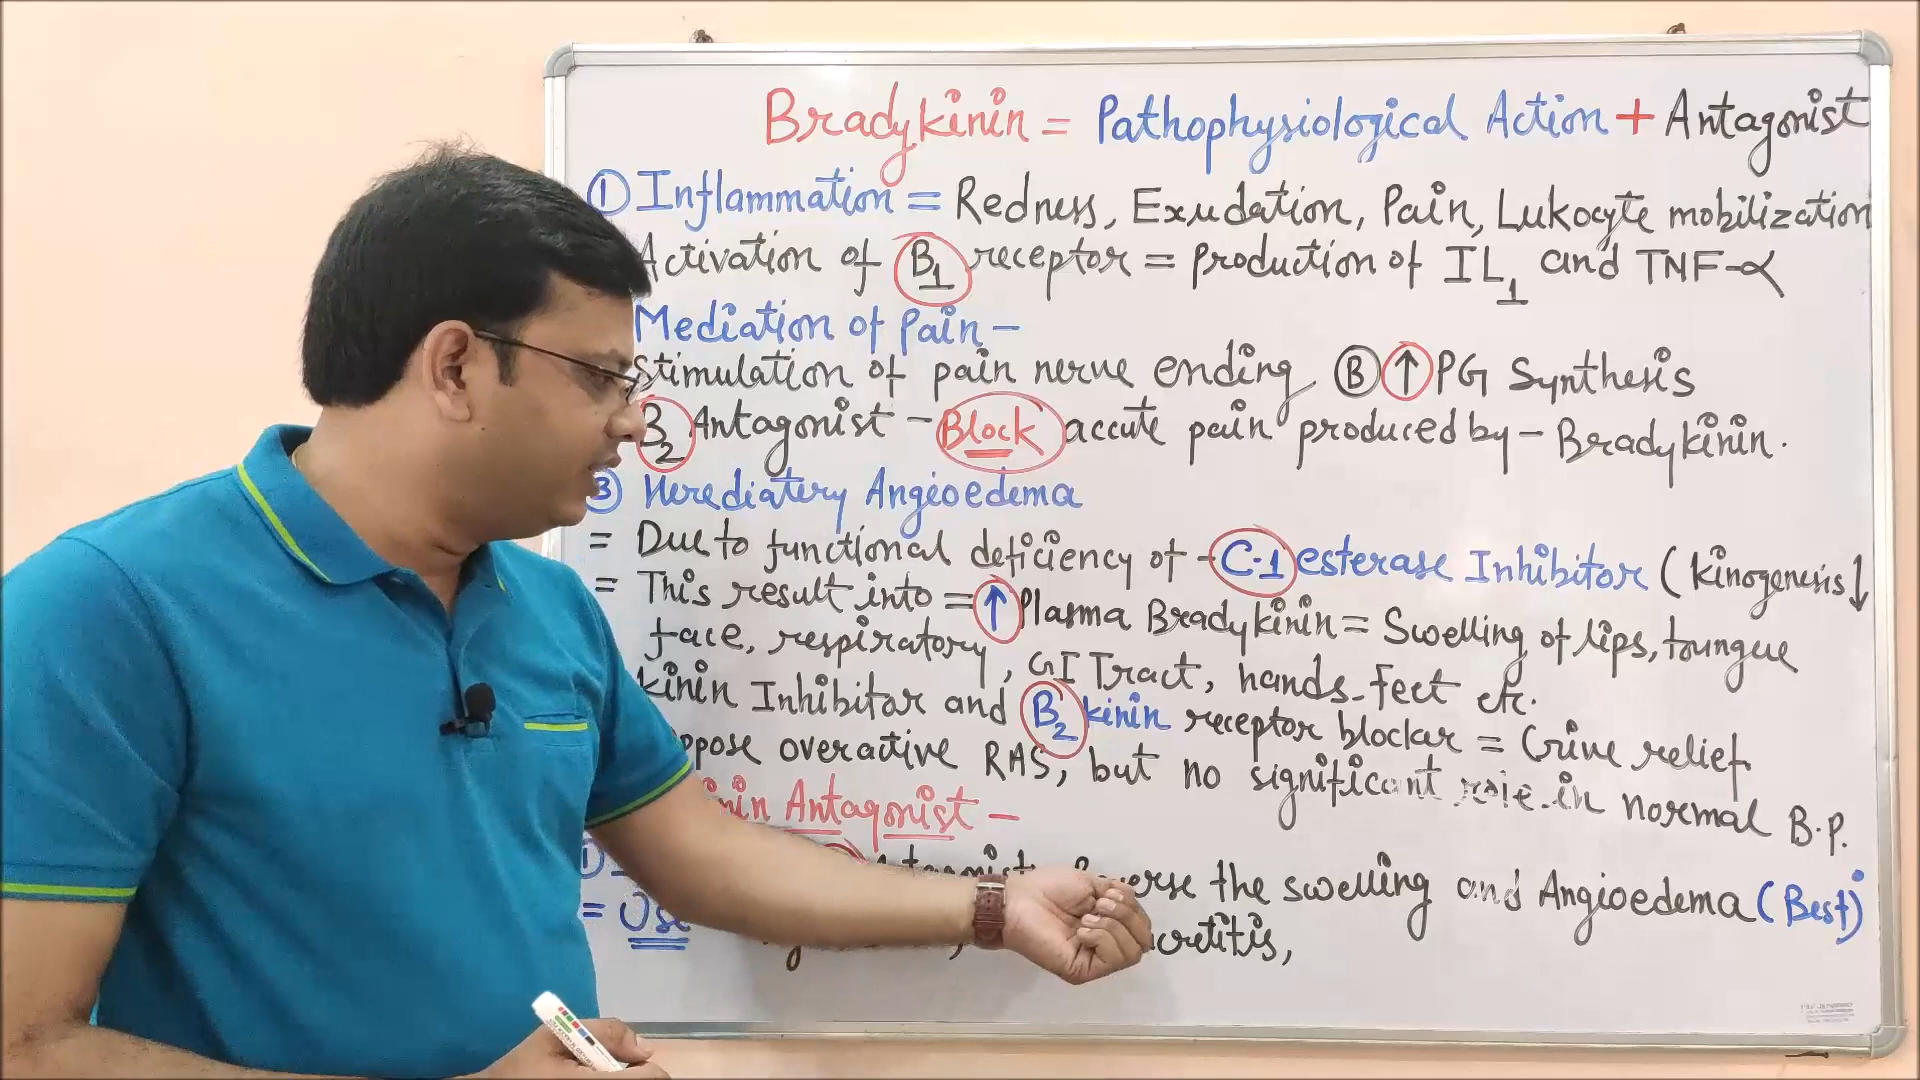 Bradykinin = Pathophysiological Action + Antagonist
① Inflammation = Redness, Exudation, Pain, Lukocyte mobilization
Activation of B1 receptor = Production of IL1 and TNF-α
Mediation of Pain -
Stimulation of pain nerve ending Ⓑ ↑ PG Synthesis
B2 Antagonist - Block accute pain produced by - Bradykinin.
③ Herediatery Angioedema
= Due to functional deficiency of - C-1 esterase Inhibitor (Kinogenesis ↓
= This result into = ↑ Plasma Bradykinin = Swelling of lips, toungue
face, respiratory, GI Tract, hands-feet etc.
Kinin Inhibitor and B2 kinin receptor blockar = Give relief.
overactive RAS, but no significant role in normal B.P.
Antagonist -
① the swelling and Angioedema (Best)
= Use